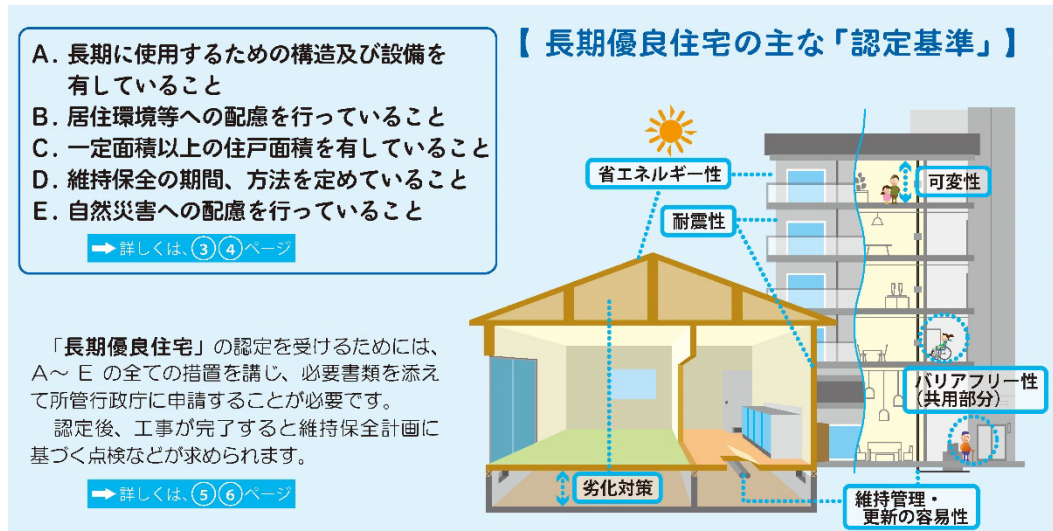 【 長期優良住宅の主な「認定基準」】
A. 長期に使用するための構造及び設備を
有していること
B. 居住環境等への配慮を行っていること
C. 一定面積以上の住戸面積を有していること
D. 維持保全の期間、方法を定めていること
E. 自然災害への配慮を行っていること
➡詳しくは、③④ページ
「長期優良住宅」の認定を受けるためには、
A～ E の全ての措置を講じ、必要書類を添え
て所管行政庁に申請することが必要です。
認定後、工事が完了すると維持保全計画に
基づく点検などが求められます。
➡詳しくは、⑤⑥ページ
省エネルギー性
可変性
耐震性
バリアフリー性
（共用部分）
劣化対策
維持管理・
更新の容易性